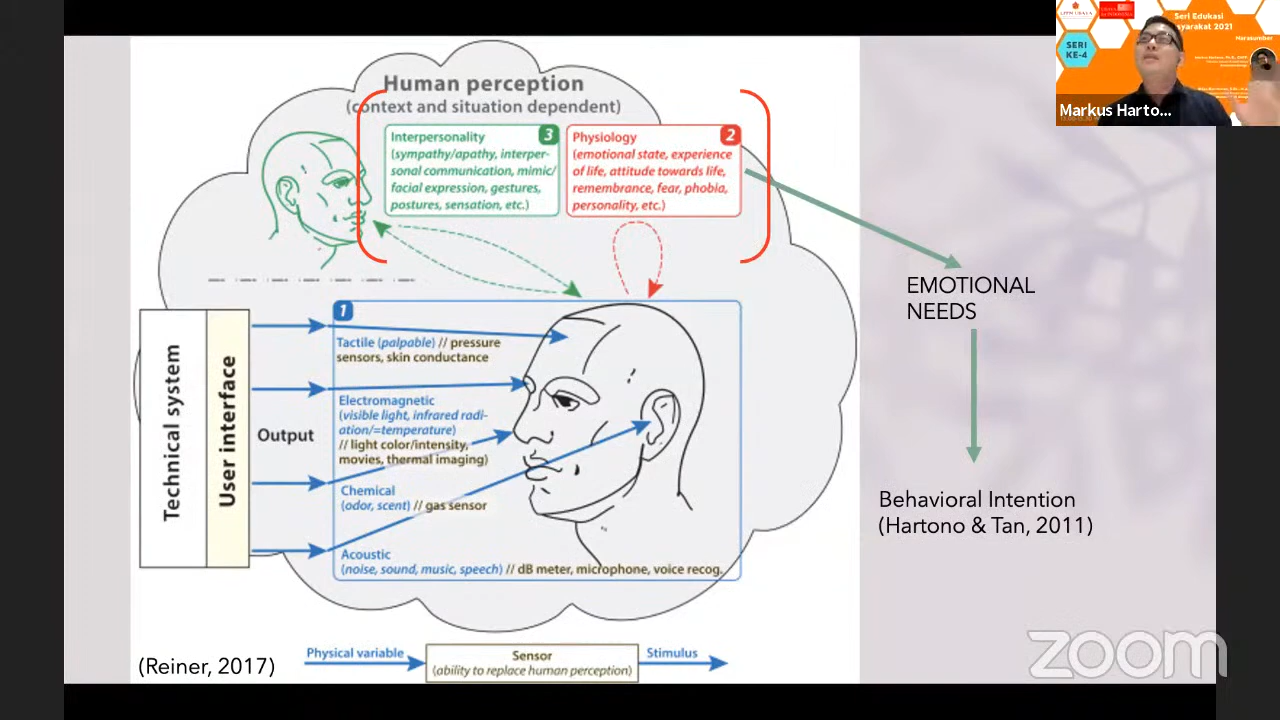 Human perception
(context and situation dependent)
Interpersonality 3
(sympathy/apathy, interper-
sonal communication, mimic/
facial expression, gestures,
postures, sensation, etc.)
Physiology 2
(emotional state, experience
of life, attitude towards life,
remembrance, fear, phobia,
personality, etc.)
EMOTIONAL
NEEDS
Behavioral Intention
(Hartono & Tan, 2011)
Technical system
User interface
Output
1
Tactile (palpable) // pressure
sensors, skin conductance
Electromagnetic
(visible light, infrared radi-
ation/=temperature)
// light color/intensity,
movies, thermal imaging)
Chemical
(odor, scent) // gas sensor
Acoustic
(noise, sound, music, speech) // dB meter, microphone, voice recog.
(Reiner, 2017)
Physical variable
Sensor
(ability to replace human perception)
Stimulus
zoom
Seri Edukasi
syarakat 2021
SERI
KE-4
Narasumber
Markus Harto...